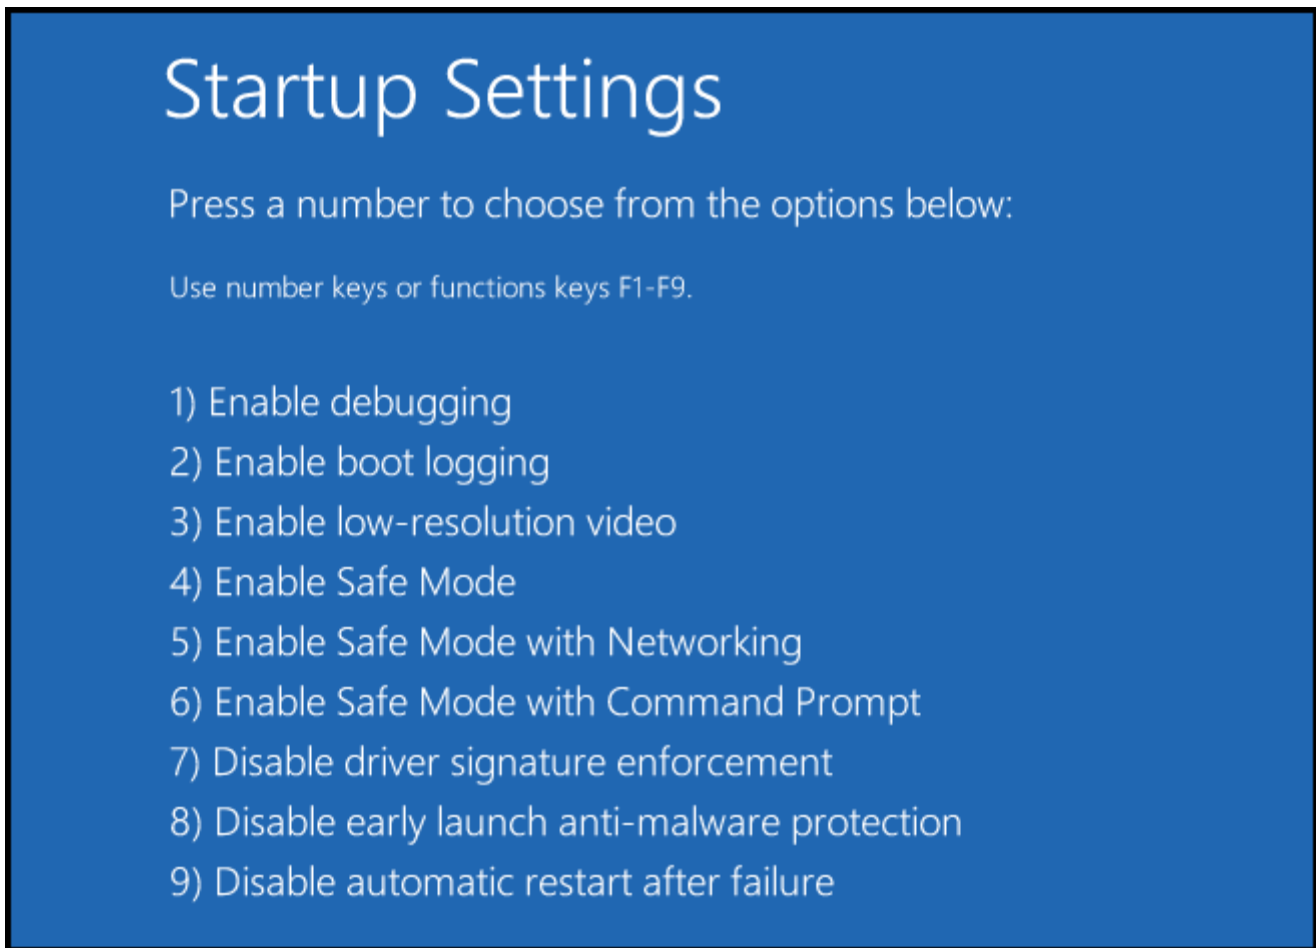 Startup Settings
Press a number to choose from the options below:
Use number keys or functions keys F1-F9.
1) Enable debugging
2) Enable boot logging
3) Enable low-resolution video
4) Enable Safe Mode
5) Enable Safe Mode with Networking
6) Enable Safe Mode with Command Prompt
7) Disable driver signature enforcement
8) Disable early launch anti-malware protection
9) Disable automatic restart after failure